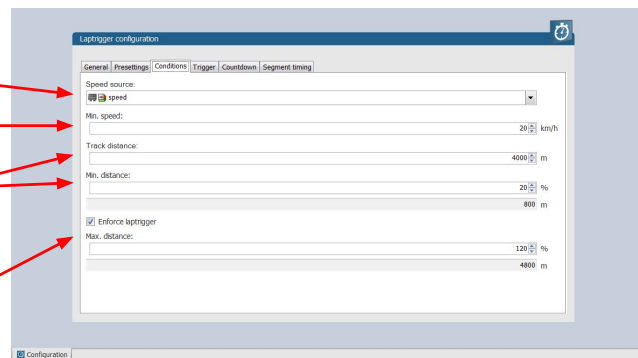 Laptrigger configuration
General Presettings Conditions Trigger Countdown Segment timing
Speed source:
speed
Min. speed:
20 km/h
Track distance:
4000 m
Min. distance:
20 %
800 m
Enforce laptrigger
Max. distance:
120 %
4800 m
Configuration